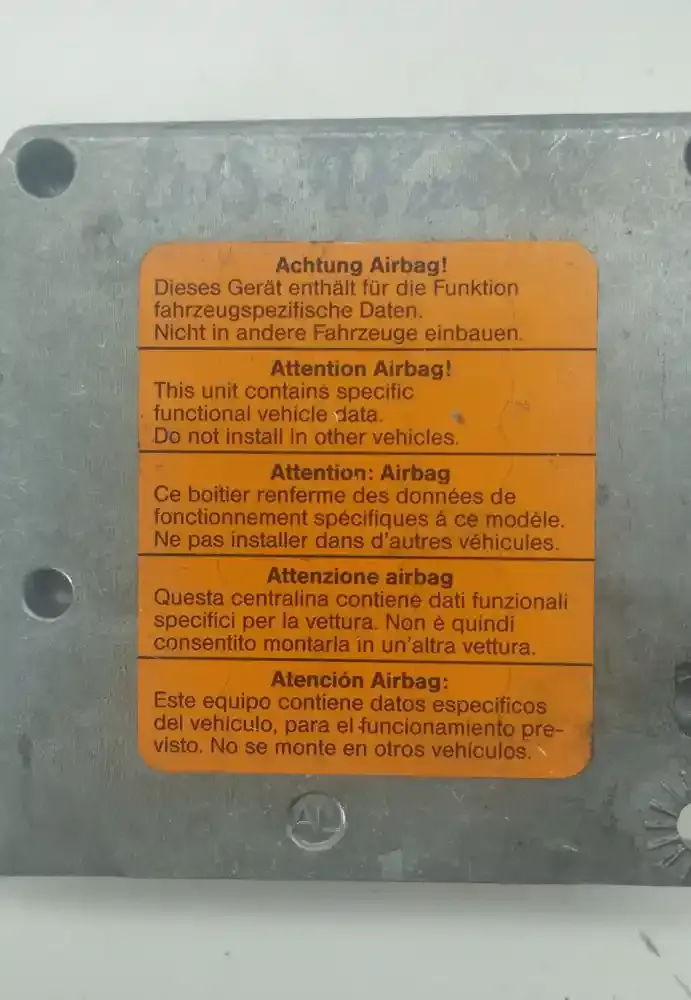 Achtung Airbag!
Dieses Gerät enthält für die Funktion
fahrzeugspezifische Daten.
Nicht in andere Fahrzeuge einbauen.
Attention Airbag!
This unit contains specific
functional vehicle data.
Do not install in other vehicles.
Attention: Airbag
Ce boîtier renferme des données de
fonctionnement spécifiques á ce modèle.
Ne pas installer dans d'autres véhicules.
Attenzione airbag
Questa centralina contiene dati funzionali
specifici per la vettura. Non è quindi
consentito montarla in un'altra vettura.
Atención Airbag:
Este equipo contiene datos especificos
del vehículo, para el funcionamiento pre-
visto. No se monte en otros vehículos.
AL